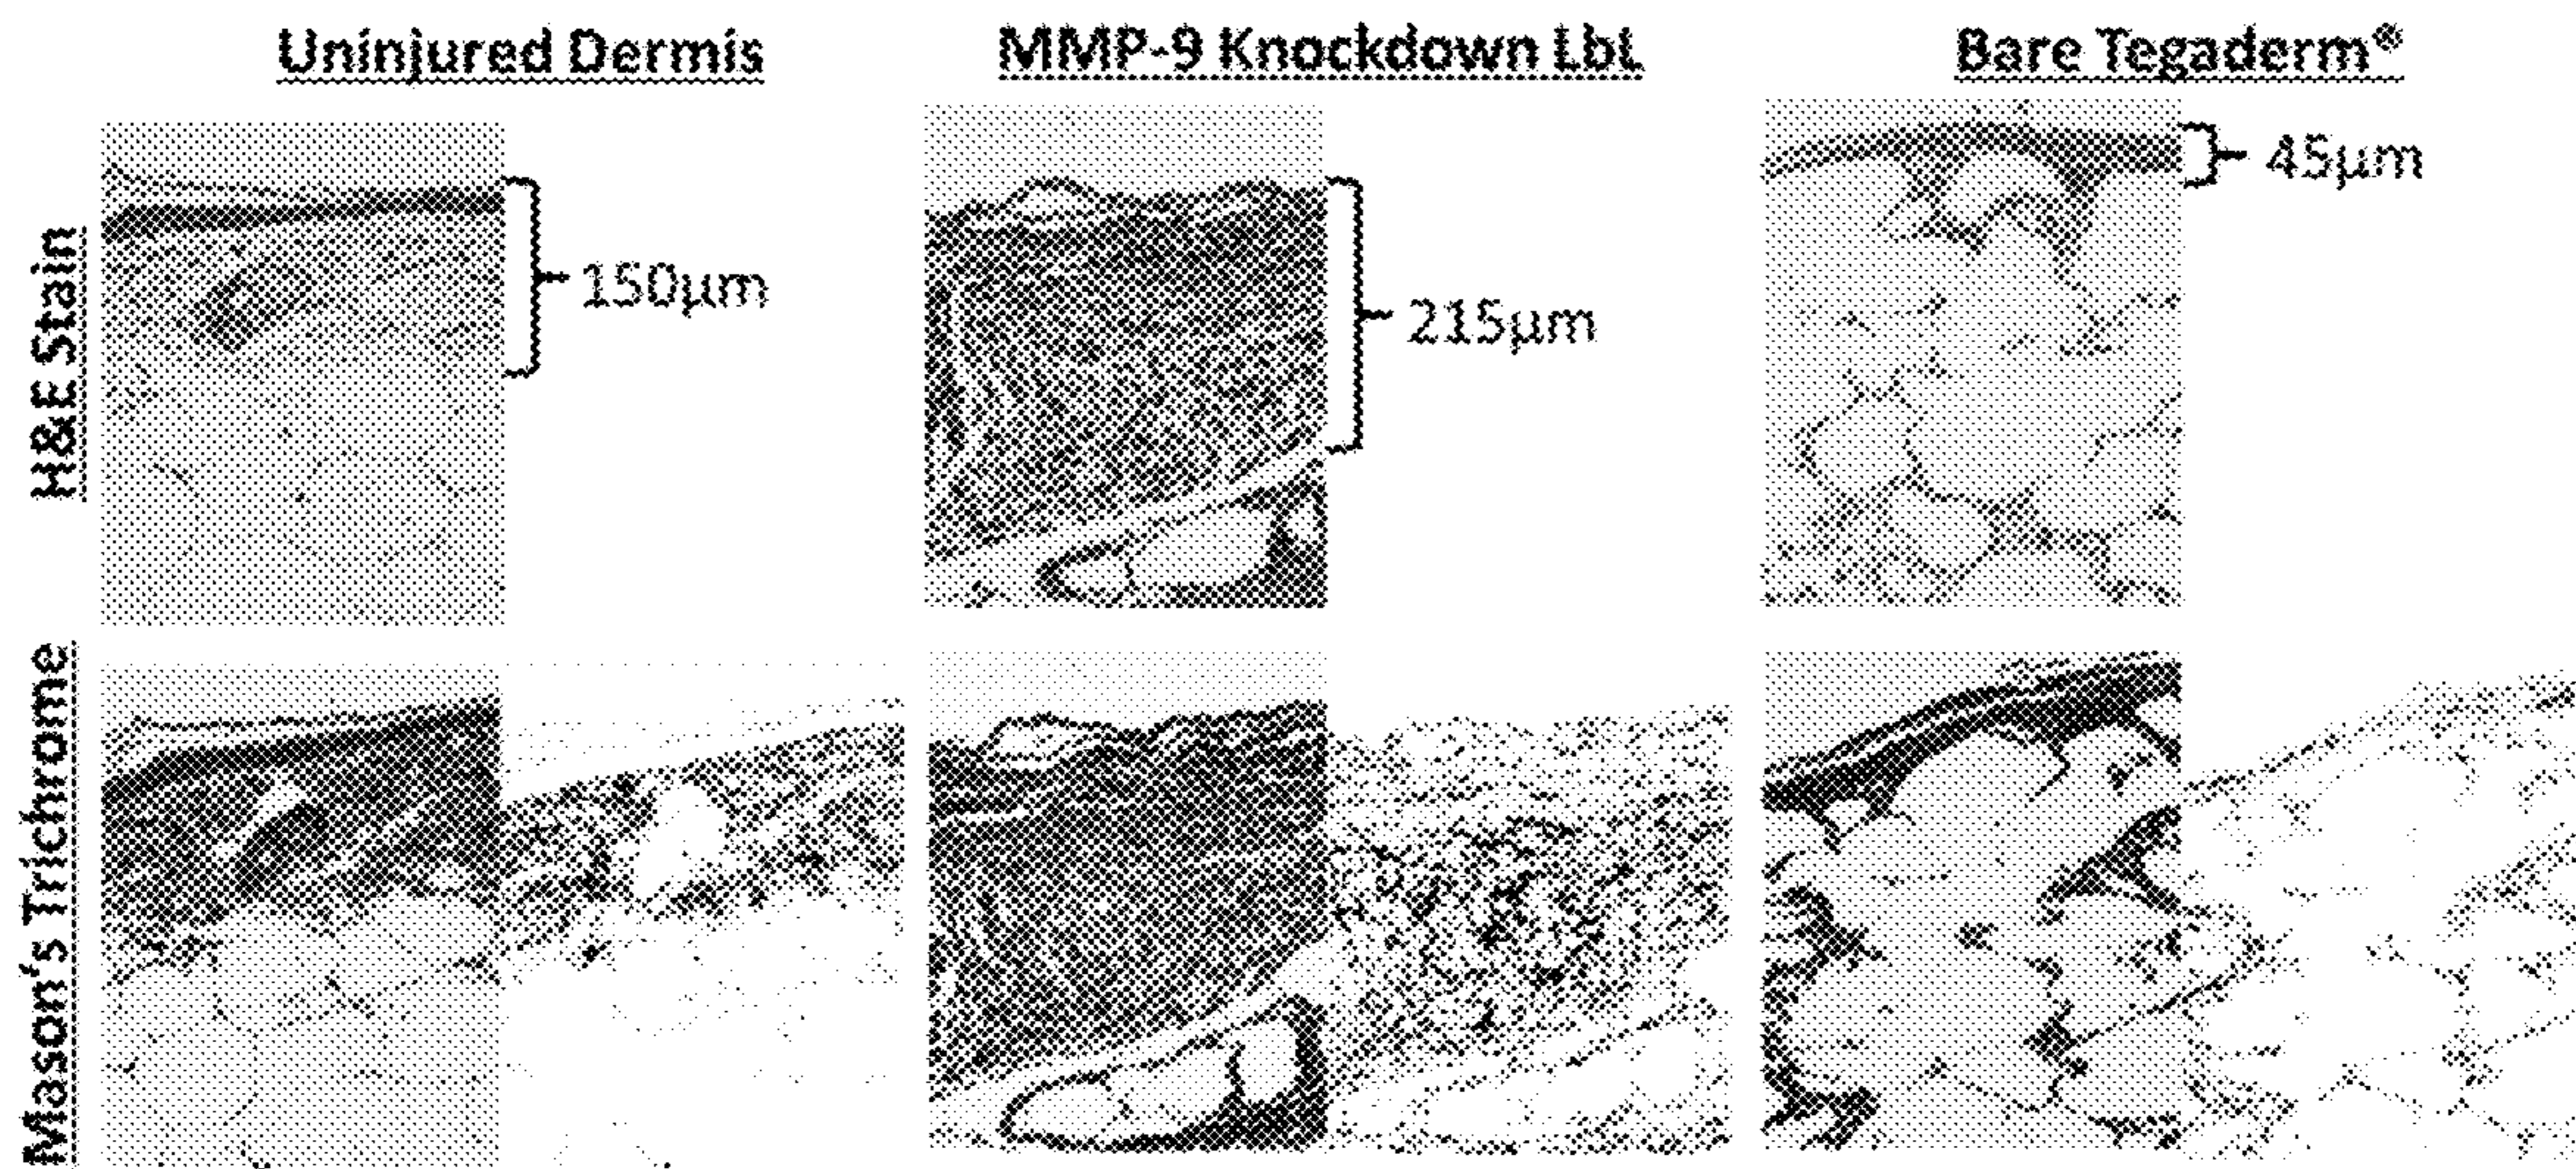 Uninjured Dermis
MMP-9 Knockdown LbL
Bare Tegaderm®
H&E Stain
150µm
215µm
45µm
Mason's Trichrome